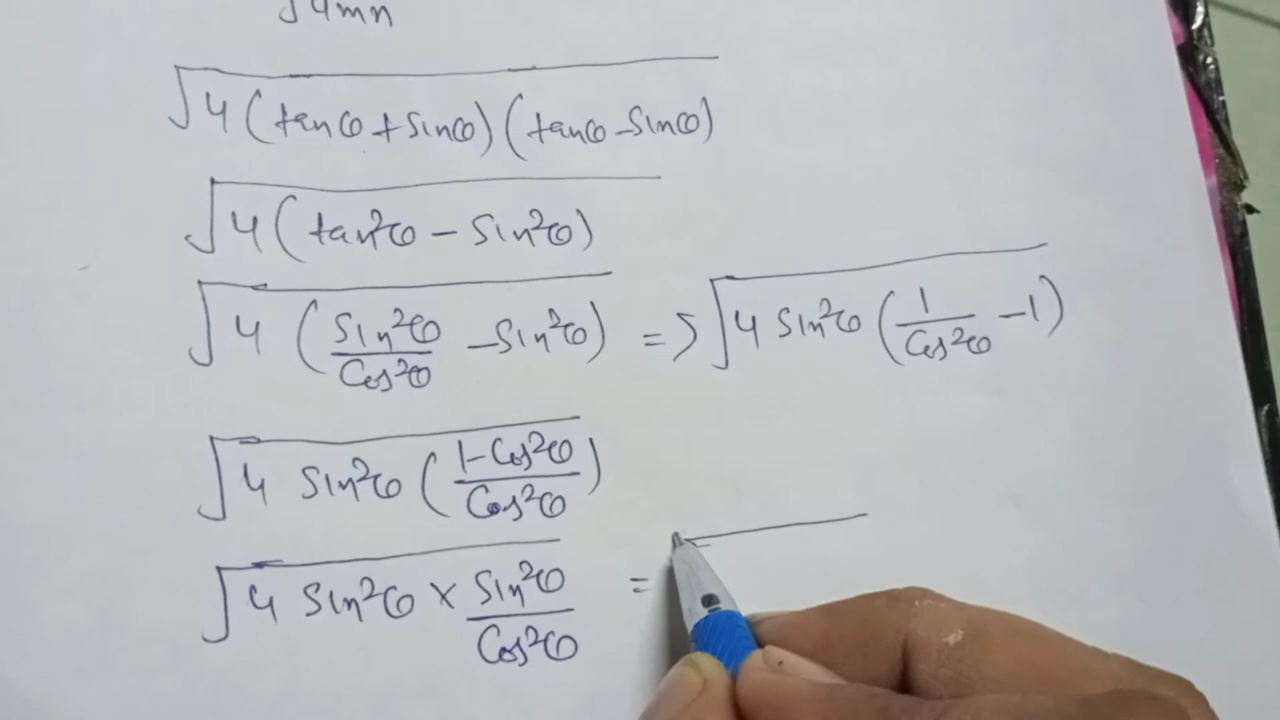 √4mn
√4(tanθ+sinθ)(tanθ-sinθ)
√4(tan²θ-Sin²θ)
√4(Sin²θ/Cos²θ-Sin²θ) => √4 Sin²θ(1/Cos²θ-1)
√4 Sin²θ(1-Cos²θ/Cos²θ)
√4 Sin²θ×Sin²θ/Cos²θ =